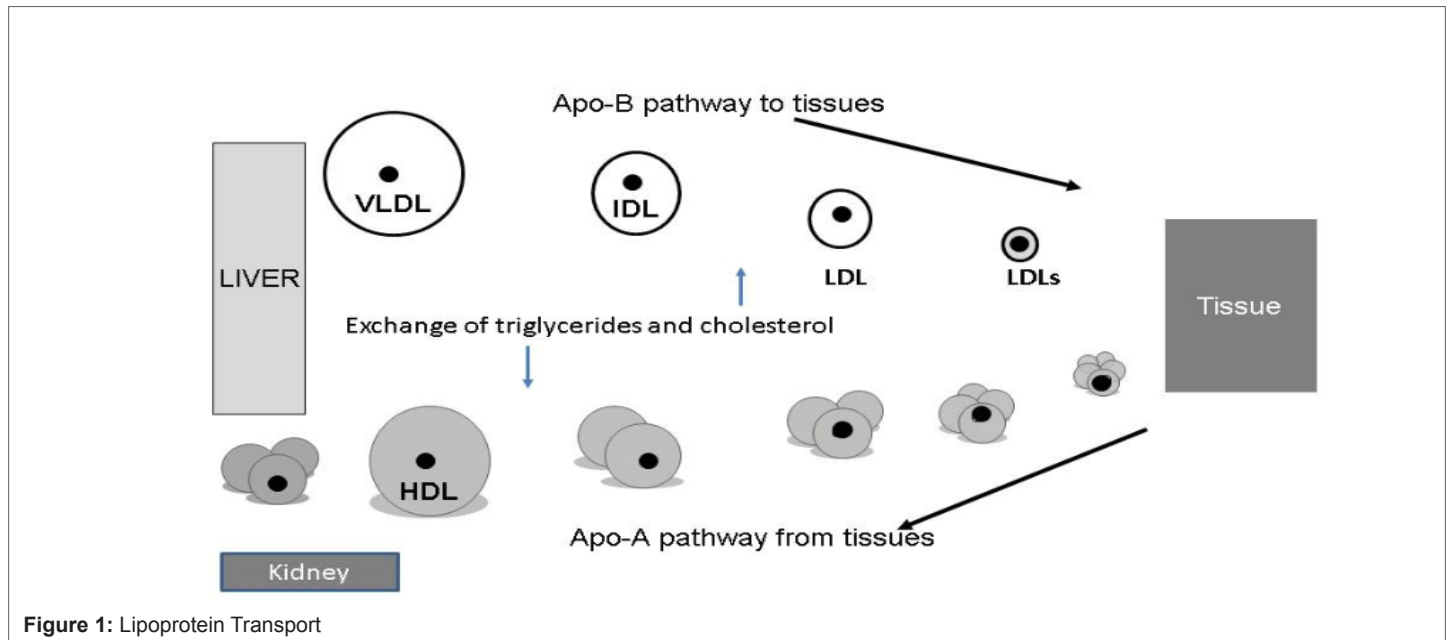 Apo-B pathway to tissues
VLDL
IDL
LDL
LDLs
LIVER
Tissue
Exchange of triglycerides and cholesterol
HDL
Apo-A pathway from tissues
Kidney
Figure 1: Lipoprotein Transport